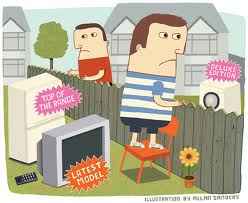 TOP OF
THE RANGE
DELUXE
EDITION
LATEST
MODEL
ILLUSTRATION BY ALLAN SANDERS